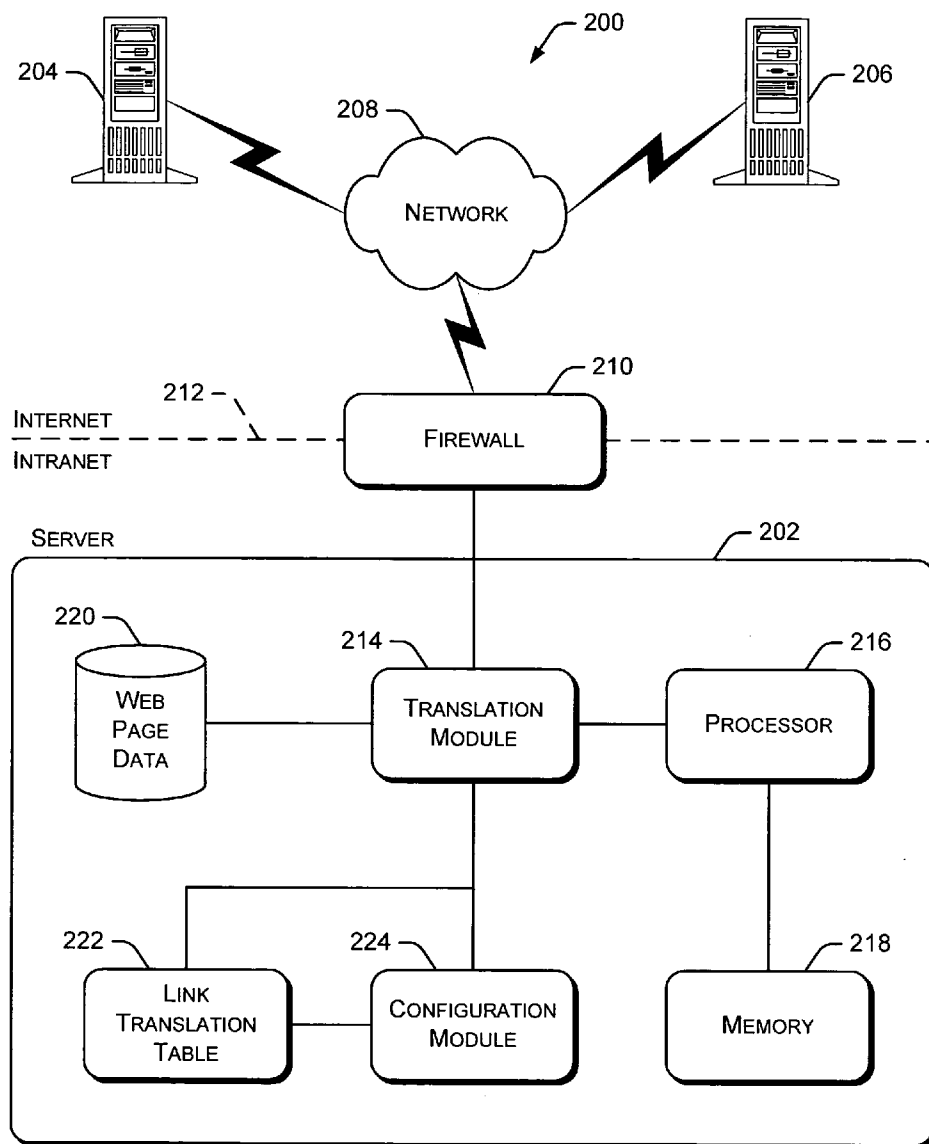 200
204
206
208
NETWORK
210
212
INTERNET
FIREWALL
INTRANET
SERVER
202
220
214
216
WEB
PAGE
DATA
TRANSLATION
MODULE
PROCESSOR
222
224
218
LINK
TRANSLATION
TABLE
CONFIGURATION
MODULE
MEMORY